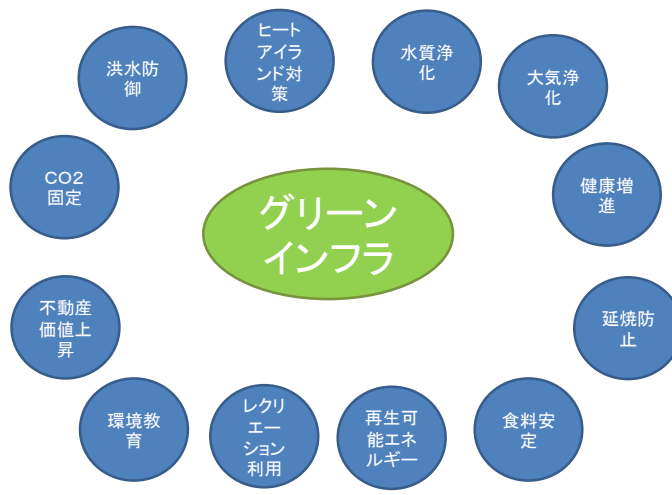 ヒート
アイラ
ンド対
策
水質浄
化
大気浄
化
健康増
進
延焼防
止
食料安
定
再生可
能エネ
ルギー
レクリ
エー
ション
利用
環境教
育
不動産
価値上
昇
CO2
固定
洪水防
御
グリーン
インフラ